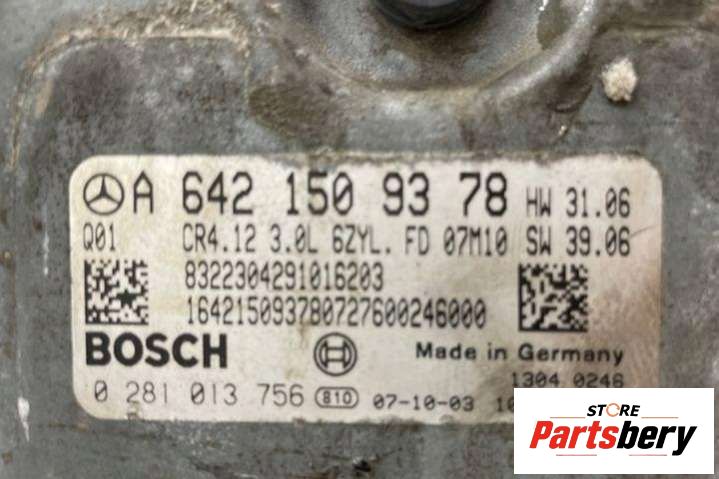 A 642 150 93 78 HW 31.06
Q01 CR4.12 3.0L 6ZYL. FD 07M10 SW 39.06
8322304291016203
164215093780727600246000
BOSCH Made in Germany
1304 0246
0 281 013 756 810 07-10-03
STORE
Partsbery